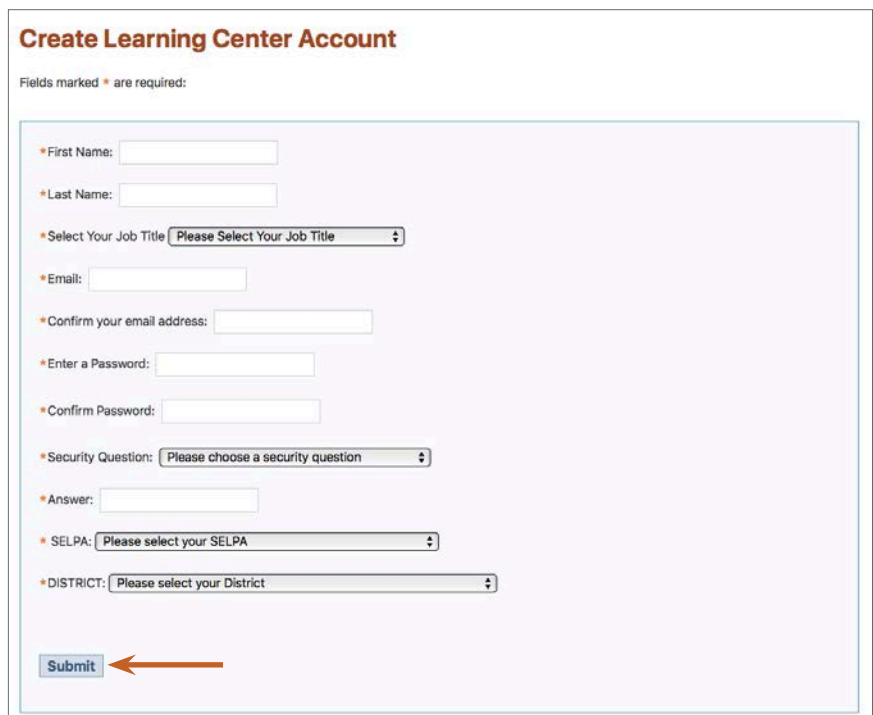 Create Learning Center Account
Fields marked * are required:
*First Name:
*Last Name:
*Select Your Job Title Please Select Your Job Title
*Email:
*Confirm your email address:
*Enter a Password:
*Confirm Password:
*Security Question: Please choose a security question
*Answer:
* SELPA: Please select your SELPA
*DISTRICT: Please select your District
Submit